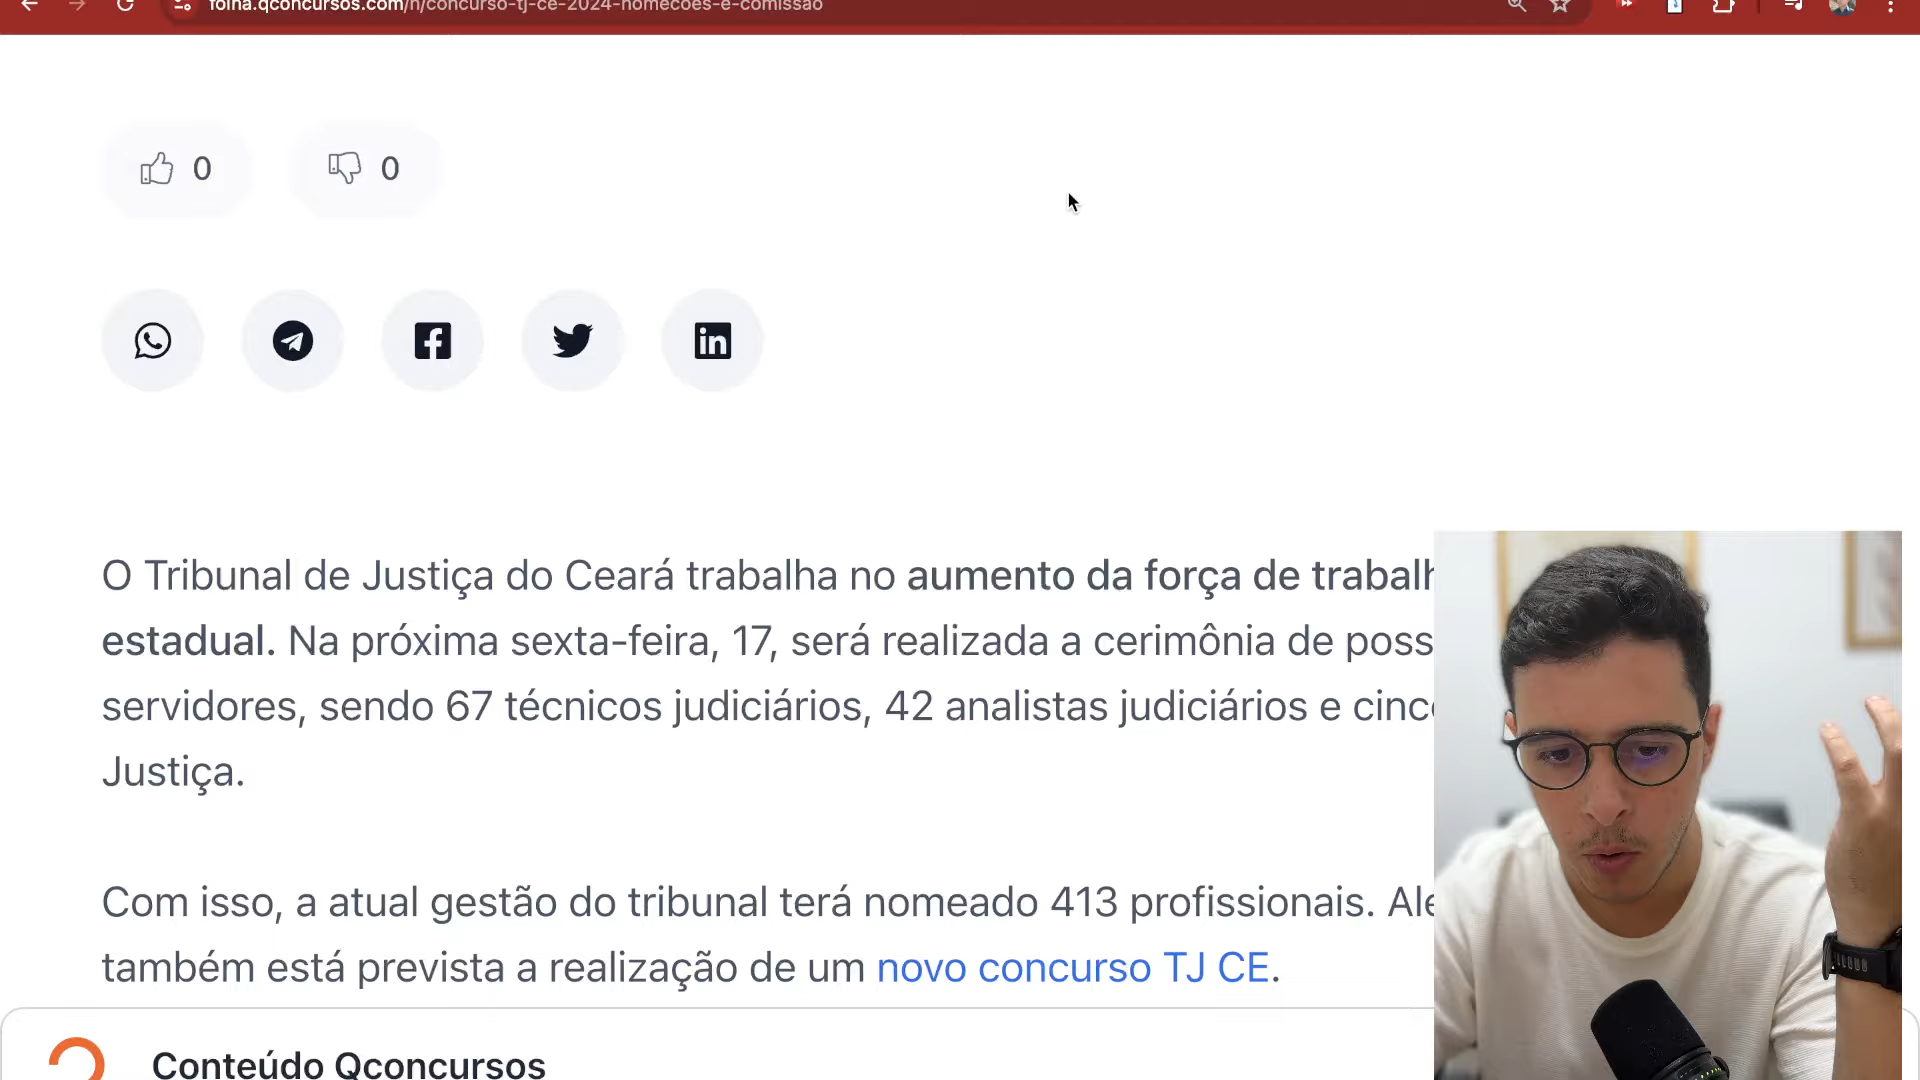 folha.qconcursos.com/n/concurso-tj-ce-2024-nomecoes-e-comissao
0 0
O Tribunal de Justiça do Ceará trabalha no aumento da força de trabalh
estadual. Na próxima sexta-feira, 17, será realizada a cerimônia de poss
servidores, sendo 67 técnicos judiciários, 42 analistas judiciários e cinc
Justiça.
Com isso, a atual gestão do tribunal terá nomeado 413 profissionais. Al
também está prevista a realização de um novo concurso TJ CE.
Conteúdo Qconcursos